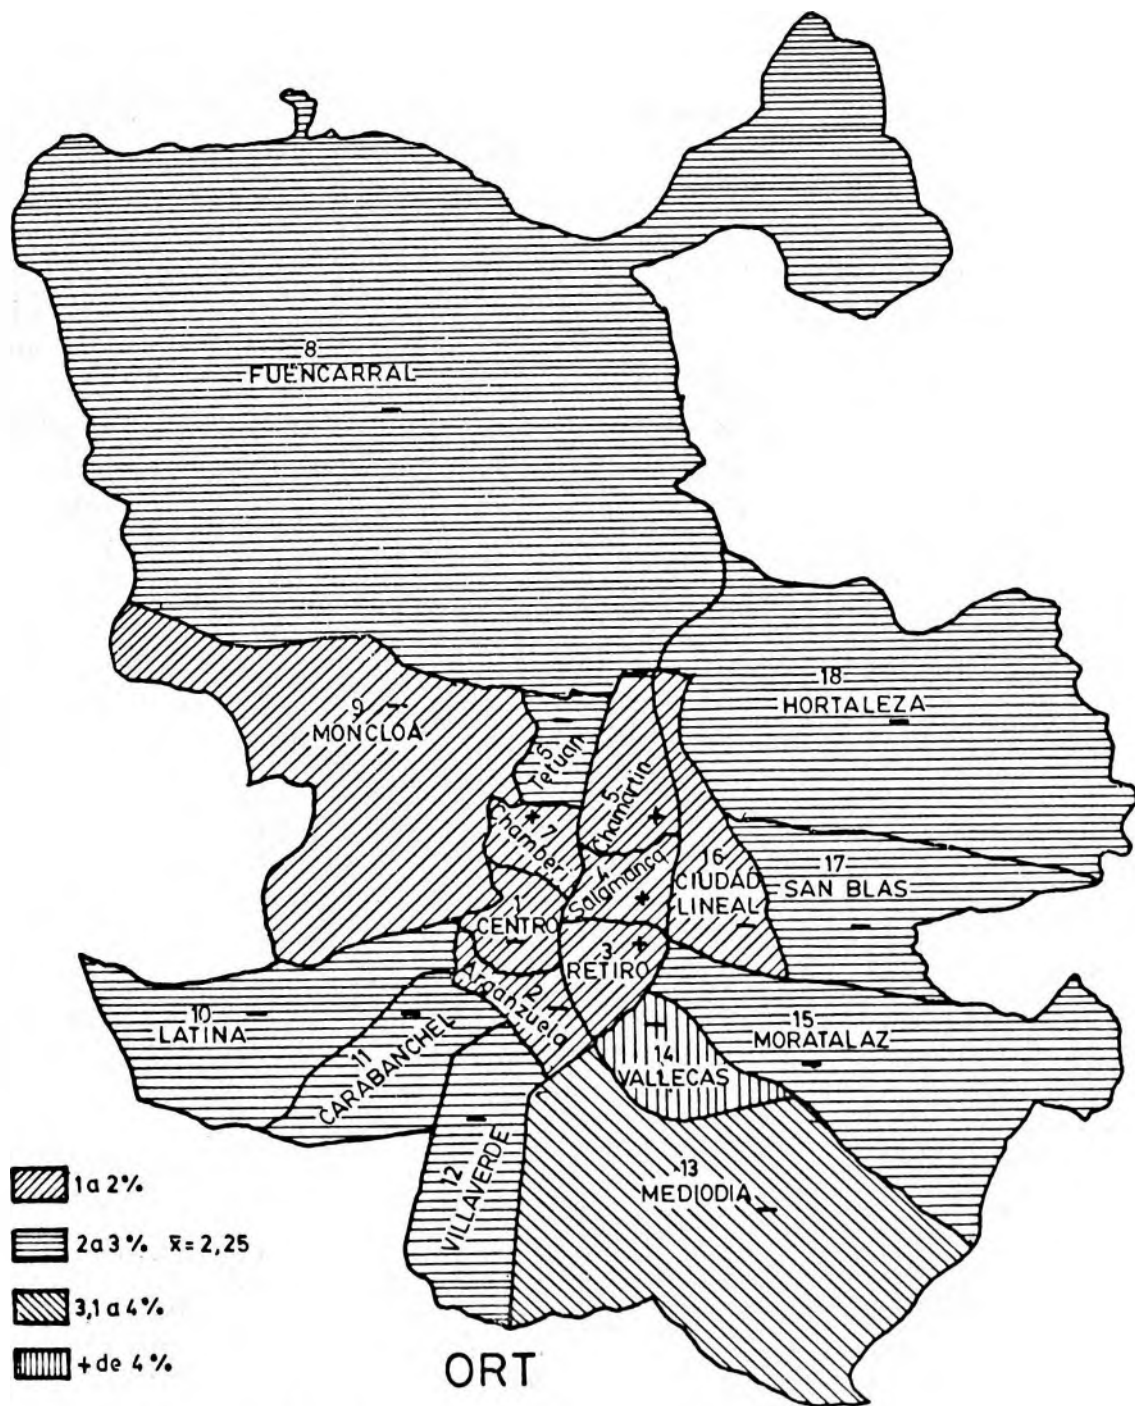 8
FUENCARRAL
18
HORTALEZA
9
MONCLOA
5
Tetuan
5
Chamartin
7
Chamberi
4
Salamanca
16
CIUDAD
LINEAL
17
SAN BLAS
1
CENTRO
3
RETIRO
2
Arganzuela
10
LATINA
11
CARABANCHEL
15
MORATALAZ
14
VALLECAS
12
VILLAVERDE
13
MEDIODIA
1 a 2%
2 a 3% x̄=2,25
3,1 a 4%
+ de 4%
ORT